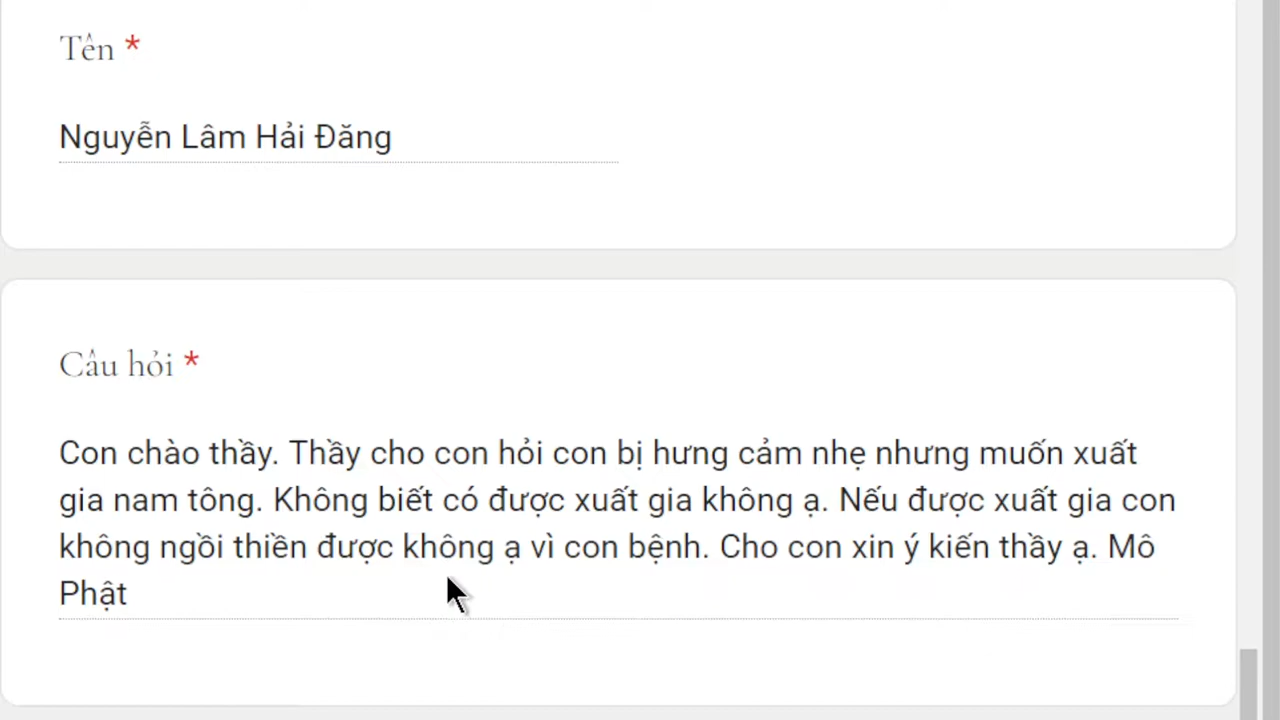 Tên *
Nguyễn Lâm Hải Đăng
Câu hỏi *
Con chào thầy. Thầy cho con hỏi con bị hưng cảm nhẹ nhưng muốn xuất
gia nam tông. Không biết có được xuất gia không ạ. Nếu được xuất gia con
không ngồi thiền được không ạ vì con bệnh. Cho con xin ý kiến thầy ạ. Mô
Phật